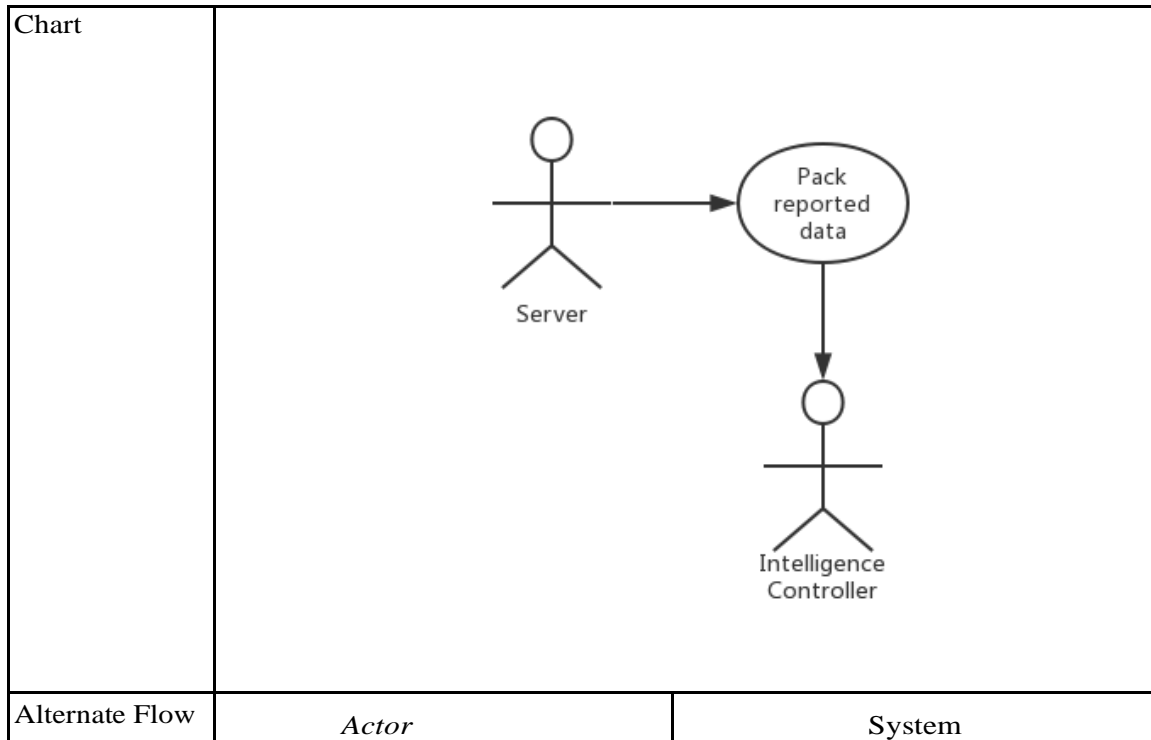 Chart
Pack
reported
data
Server
Intelligence
Controller
Alternate Flow
Actor
System